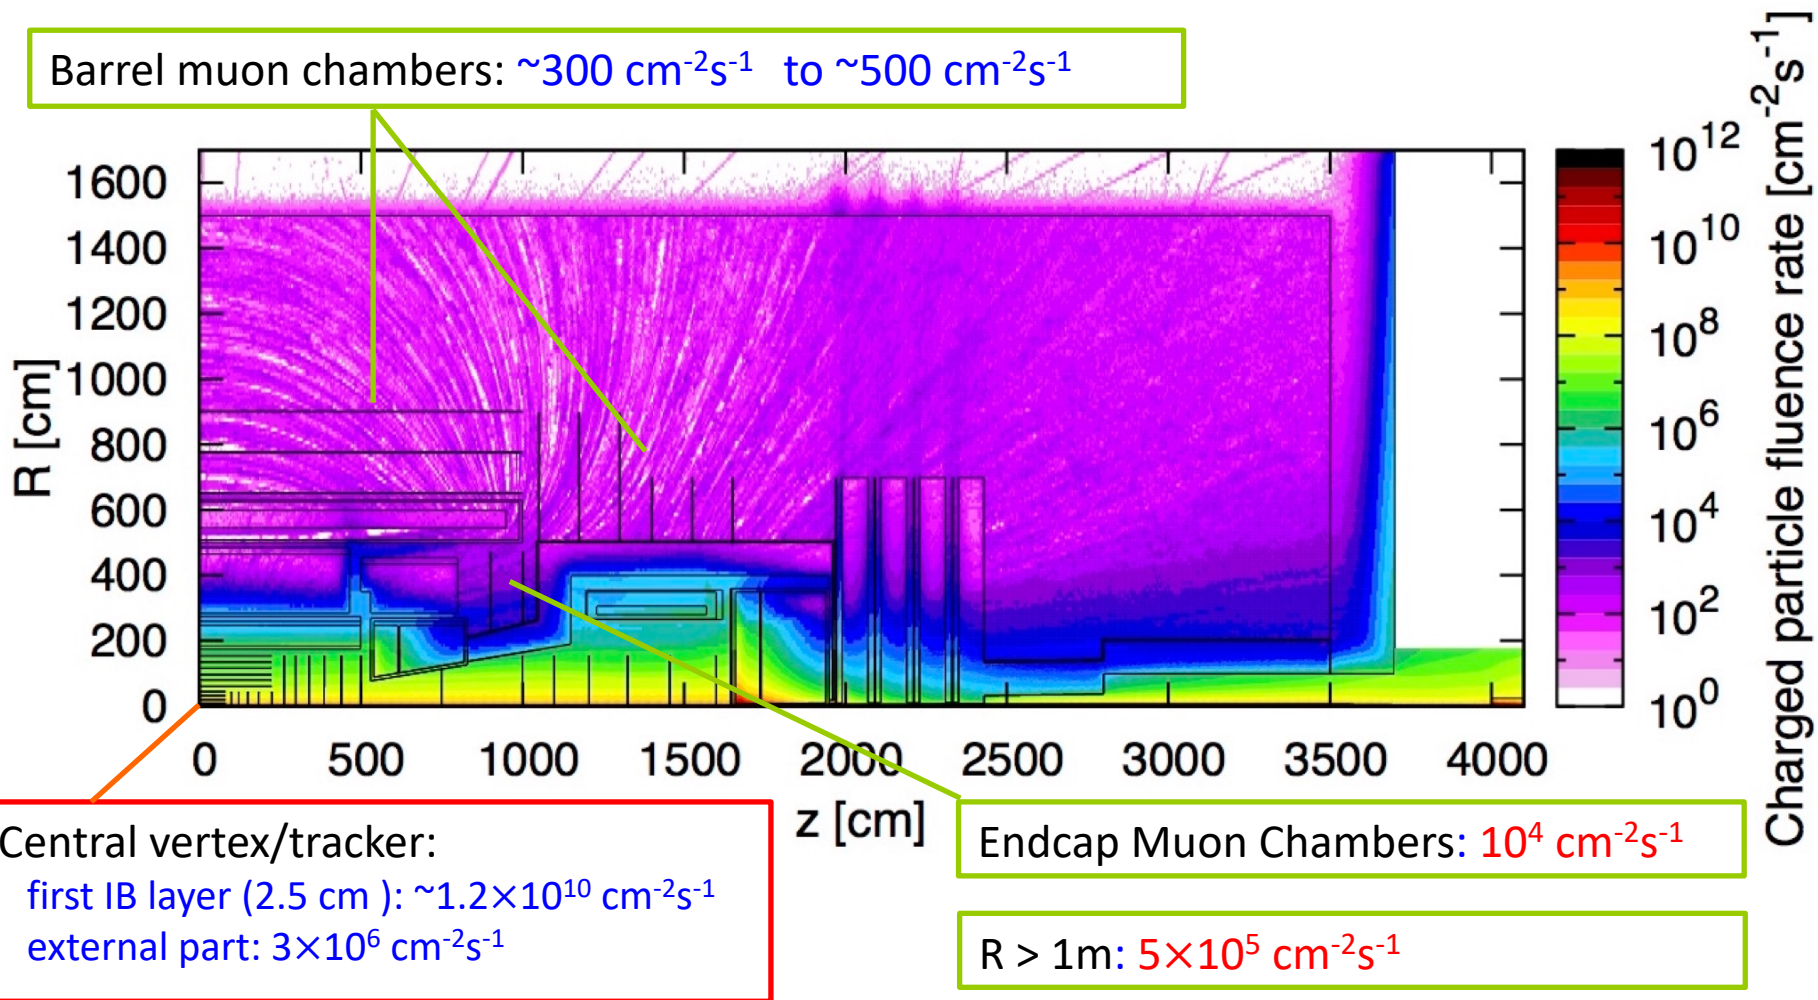 Barrel muon chambers: ~300 cm⁻²s⁻¹ to ~500 cm⁻²s⁻¹
1600
1400
1200
1000
800
600
400
200
0
R [cm]
0 500 1000 1500 2000 2500 3000 3500 4000
z [cm]
10¹²
10¹⁰
10⁸
10⁶
10⁴
10²
10⁰
Charged particle fluence rate [cm⁻²s⁻¹]
Central vertex/tracker:
first IB layer (2.5 cm ): ~1.2×10¹⁰ cm⁻²s⁻¹
external part: 3×10⁶ cm⁻²s⁻¹
Endcap Muon Chambers: 10⁴ cm⁻²s⁻¹
R > 1m: 5×10⁵ cm⁻²s⁻¹